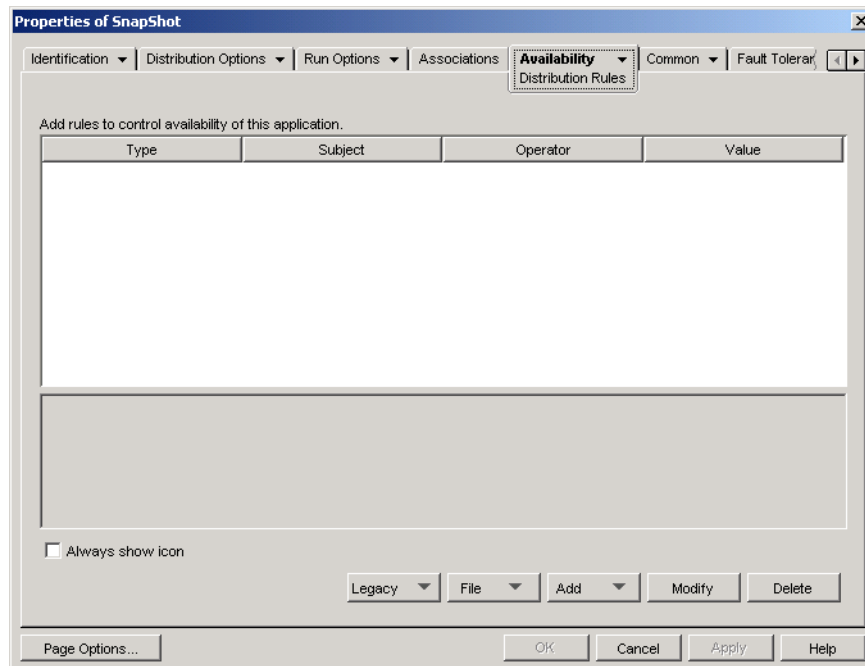 Properties of SnapShot
Identification Distribution Options Run Options Associations Availability Common Fault Toleran
Distribution Rules
Add rules to control availability of this application.
Type Subject Operator Value
Always show icon
Legacy File Add Modify Delete
Page Options... OK Cancel Apply Help